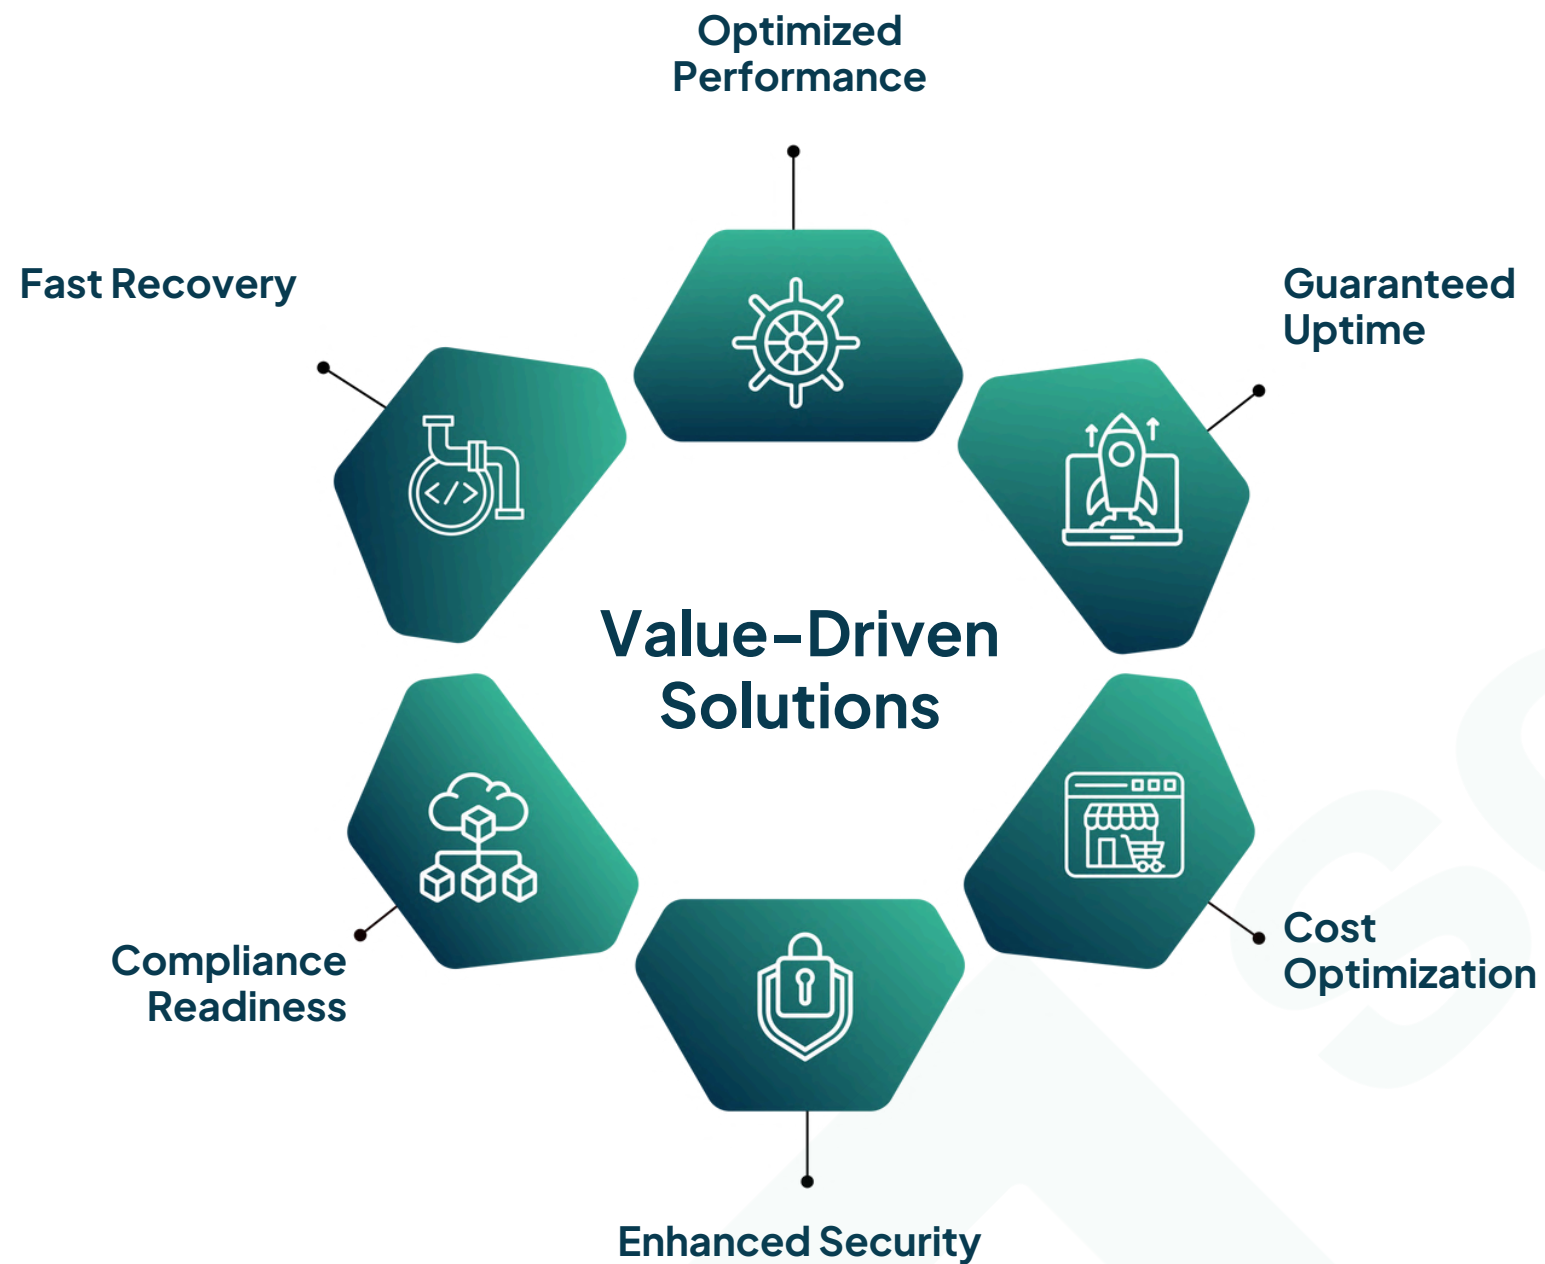 Optimized
Performance
Fast Recovery
Guaranteed
Uptime
</>
Value-Driven
Solutions
Compliance
Readiness
Cost
Optimization
Enhanced Security